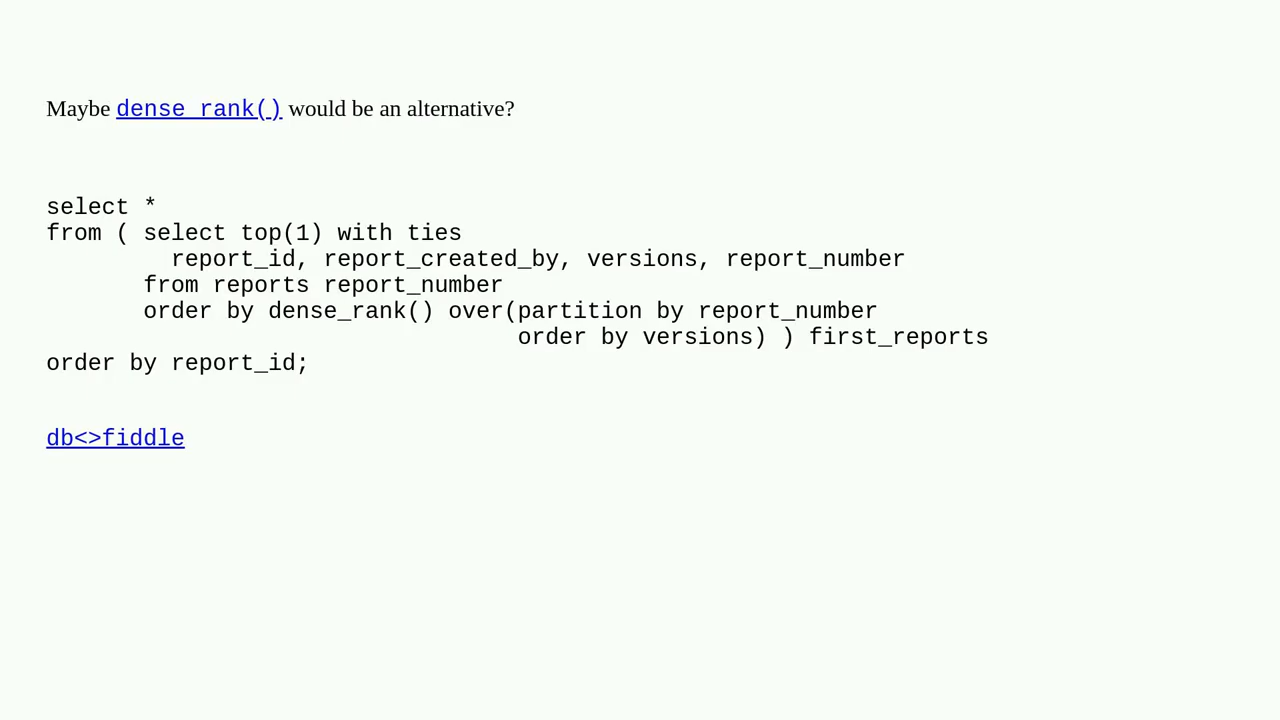 Maybe dense_rank() would be an alternative?
select *
from ( select top(1) with ties
         report_id, report_created_by, versions, report_number
       from reports report_number
       order by dense_rank() over(partition by report_number
                                  order by versions) ) first_reports
order by report_id;
db<>fiddle